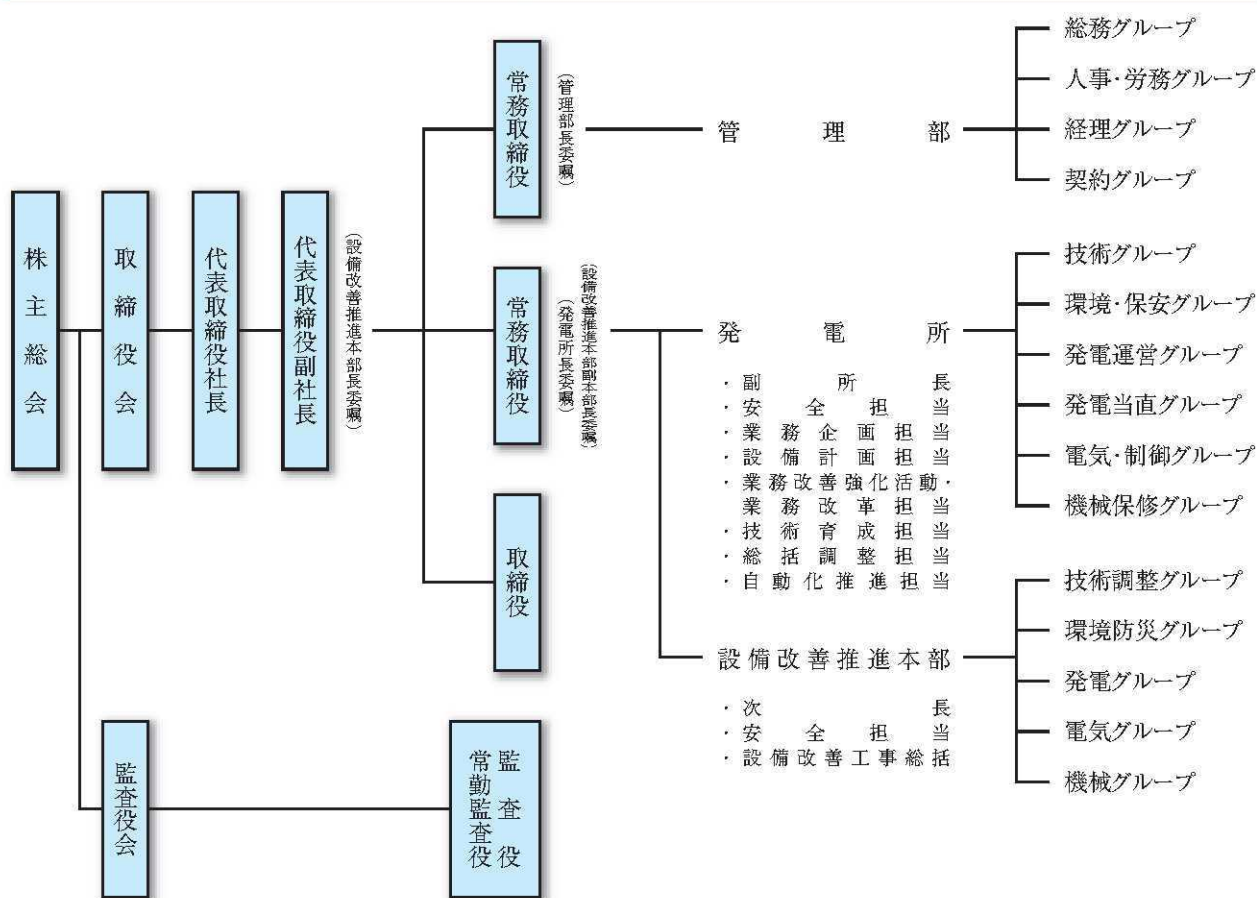 株主総会
取締役会
代表取締役社長
代表取締役副社長
(設備改善推進本部長委嘱)
常務取締役
(管理部長委嘱)
管理部
総務グループ
人事・労務グループ
経理グループ
契約グループ
常務取締役
(設備改善推進本部副本部長委嘱)
(発電所長委嘱)
発電所
・副所長
・安全担当
・業務企画担当
・設備計画担当
・業務改善強化活動・
業務改革担当
・技術育成担当
・総括調整担当
・自動化推進担当
技術グループ
環境・保安グループ
発電運営グループ
発電当直グループ
電気・制御グループ
機械保修グループ
設備改善推進本部
・次長
・安全担当
・設備改善工事総括
技術調整グループ
環境防災グループ
発電グループ
電気グループ
機械グループ
取締役
監査役会
監査役
常勤監査役